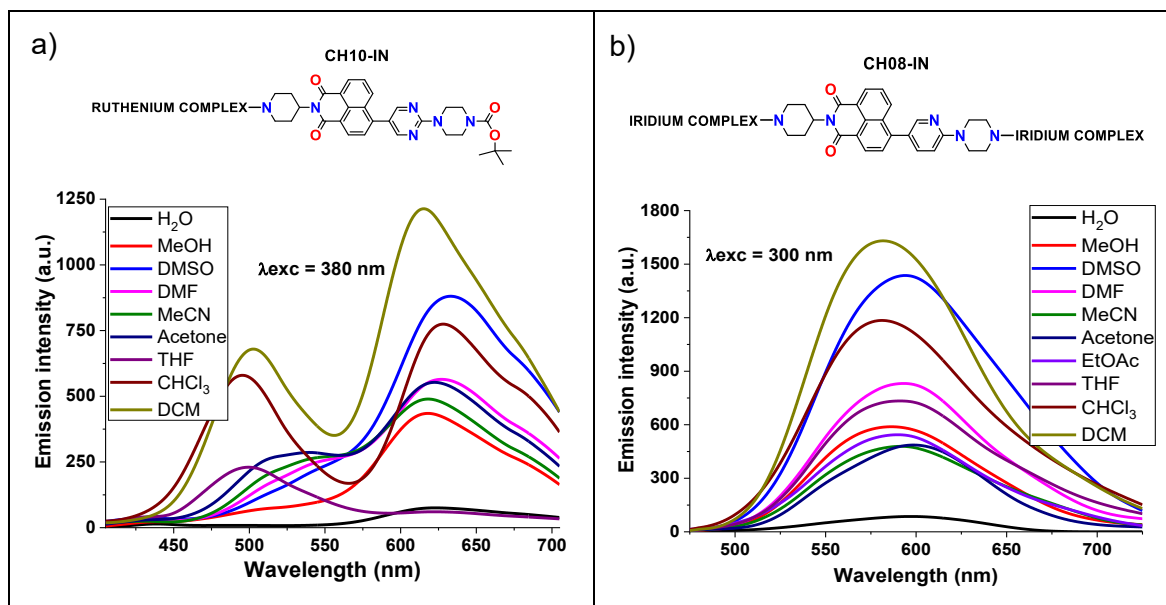 a)
CH10-IN
RUTHENIUM COMPLEX
N
O
N
O
N
N
N
N
O
O
λexc = 380 nm
H₂O
MeOH
DMSO
DMF
MeCN
Acetone
THF
CHCl₃
DCM
Emission intensity (a.u.)
1250
1000
750
500
250
0
450 500 550 600 650 700
Wavelength (nm)
b)
CH08-IN
IRIDIUM COMPLEX
N
O
N
O
N
N
N
IRIDIUM COMPLEX
λexc = 300 nm
H₂O
MeOH
DMSO
DMF
MeCN
Acetone
EtOAc
THF
CHCl₃
DCM
Emission intensity (a.u.)
1800
1500
1200
900
600
300
0
500 550 600 650 700
Wavelength (nm)